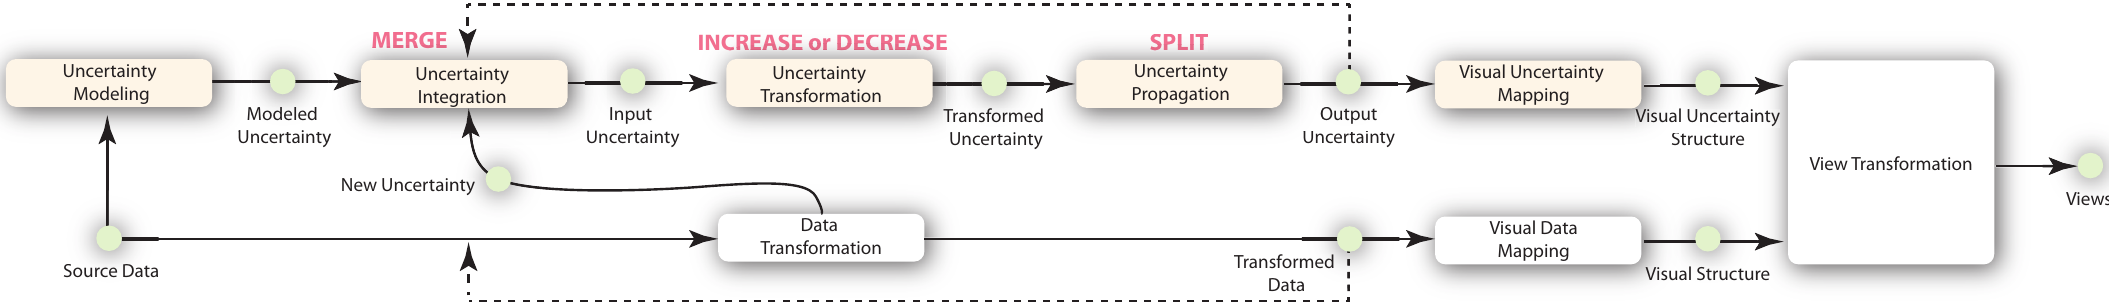 MERGE
INCREASE or DECREASE
SPLIT
Uncertainty
Modeling
Modeled
Uncertainty
Uncertainty
Integration
Input
Uncertainty
Uncertainty
Transformation
Transformed
Uncertainty
Uncertainty
Propagation
Output
Uncertainty
Visual Uncertainty
Mapping
Visual Uncertainty
Structure
View Transformation
Views
New Uncertainty
Source Data
Data
Transformation
Transformed
Data
Visual Data
Mapping
Visual Structure